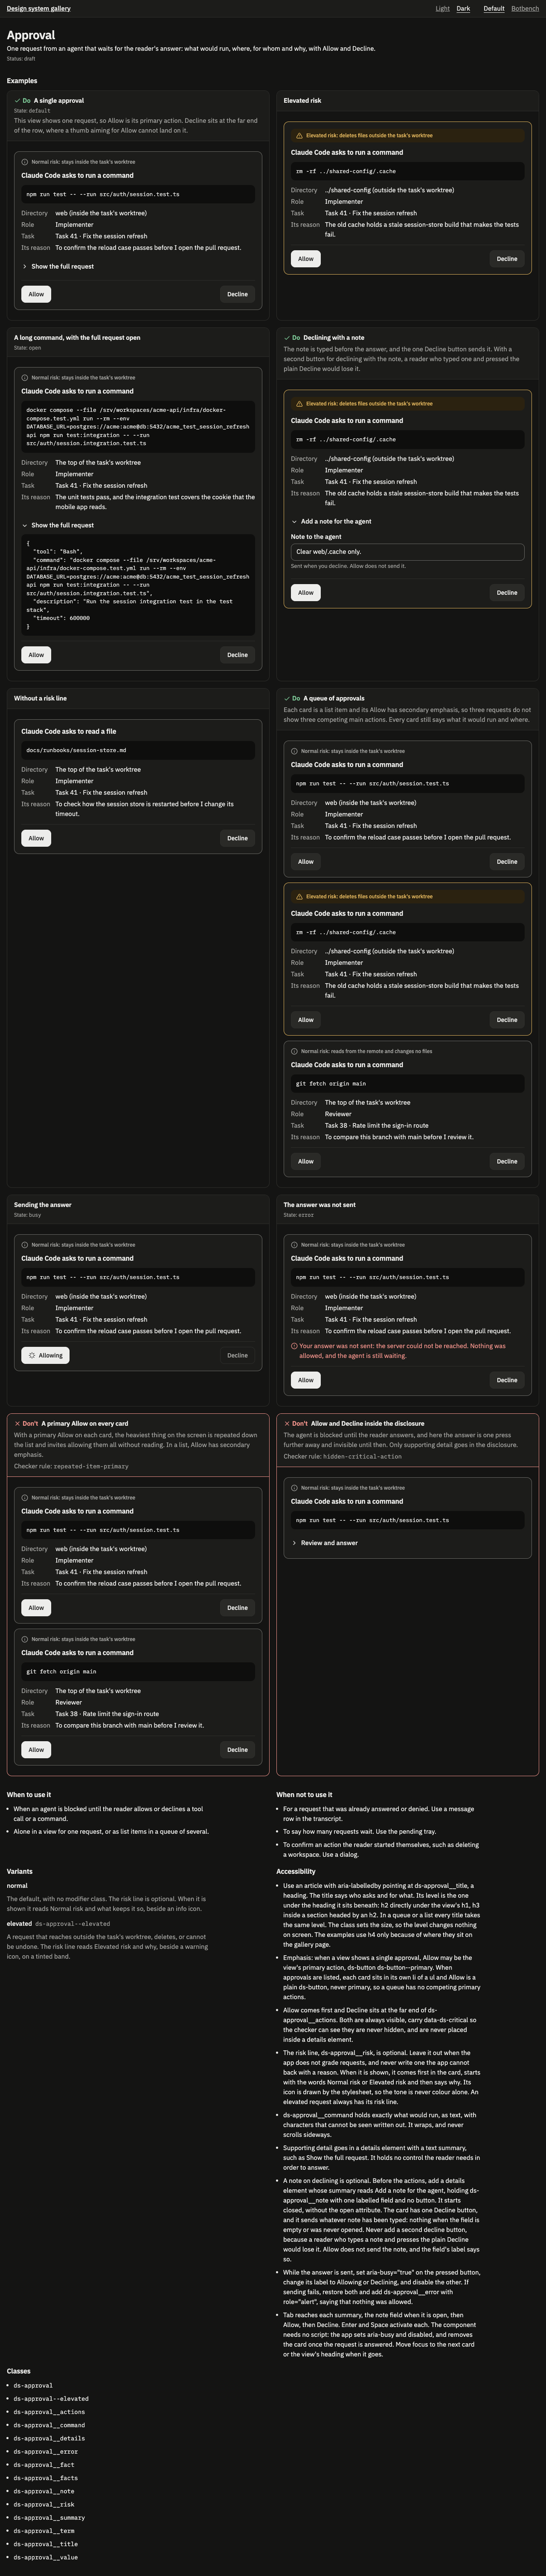 Design system gallery
Light Dark Default Botbench
Approval
One request from an agent that waits for the reader's answer: what would run, where, for whom and why, with Allow and Decline.
Status: draft
Examples
Do A single approval
State: default
This view shows one request, so Allow is its primary action. Decline sits at the far end
of the row, where a thumb aiming for Allow cannot land on it.
Normal risk: stays inside the task's worktree
Claude Code asks to run a command
npm run test -- --run src/auth/session.test.ts
Directory web (inside the task's worktree)
Role Implementer
Task Task 41 · Fix the session refresh
Its reason To confirm the reload case passes before I open the pull request.
Show the full request
Allow Decline
Elevated risk
Elevated risk: deletes files outside the task's worktree
Claude Code asks to run a command
rm -rf ../shared-config/.cache
Directory ../shared-config (outside the task's worktree)
Role Implementer
Task Task 41 · Fix the session refresh
Its reason The old cache holds a stale session-store build that makes the tests
fail.
Allow Decline
A long command, with the full request open
State: open
Normal risk: stays inside the task's worktree
Claude Code asks to run a command
docker compose --file /srv/workspaces/acme-api/infra/docker-
compose.test.yml run --rm --env
DATABASE_URL=postgres://acme:acme@db:5432/acme_test_session_refresh
api npm run test:integration -- --run
src/auth/session.integration.test.ts
Directory The top of the task's worktree
Role Implementer
Task Task 41 · Fix the session refresh
Its reason The unit tests pass, and the integration test covers the cookie that the
mobile app reads.
Show the full request
{
"tool": "Bash",
"command": "docker compose --file /srv/workspaces/acme-
api/infra/docker-compose.test.yml run --rm --env
DATABASE_URL=postgres://acme:acme@db:5432/acme_test_session_refresh
api npm run test:integration -- --run
src/auth/session.integration.test.ts",
"description": "Run the session integration test in the test
stack",
"timeout": 600000
}
Allow Decline
Do Declining with a note
The note is typed before the answer, and the one Decline button sends it. With a
second button for declining with the note, a reader who typed one and pressed the
plain Decline would lose it.
Elevated risk: deletes files outside the task's worktree
Claude Code asks to run a command
rm -rf ../shared-config/.cache
Directory ../shared-config (outside the task's worktree)
Role Implementer
Task Task 41 · Fix the session refresh
Its reason The old cache holds a stale session-store build that makes the tests
fail.
Add a note for the agent
Note to the agent
Clear web/.cache only.
Sent when you decline. Allow does not send it.
Allow Decline
Without a risk line
Claude Code asks to read a file
docs/runbooks/session-store.md
Directory The top of the task's worktree
Role Implementer
Task Task 41 · Fix the session refresh
Its reason To check how the session store is restarted before I change its
timeout.
Allow Decline
Do A queue of approvals
Each card is a list item and its Allow has secondary emphasis, so three requests do not
show three competing main actions. Every card still says what it would run and where.
Normal risk: stays inside the task's worktree
Claude Code asks to run a command
npm run test -- --run src/auth/session.test.ts
Directory web (inside the task's worktree)
Role Implementer
Task Task 41 · Fix the session refresh
Its reason To confirm the reload case passes before I open the pull request.
Allow Decline
Elevated risk: deletes files outside the task's worktree
Claude Code asks to run a command
rm -rf ../shared-config/.cache
Directory ../shared-config (outside the task's worktree)
Role Implementer
Task Task 41 · Fix the session refresh
Its reason The old cache holds a stale session-store build that makes the tests
fail.
Allow Decline
Normal risk: reads from the remote and changes no files
Claude Code asks to run a command
git fetch origin main
Directory The top of the task's worktree
Role Reviewer
Task Task 38 · Rate limit the sign-in route
Its reason To compare this branch with main before I review it.
Allow Decline
Sending the answer
State: busy
Normal risk: stays inside the task's worktree
Claude Code asks to run a command
npm run test -- --run src/auth/session.test.ts
Directory web (inside the task's worktree)
Role Implementer
Task Task 41 · Fix the session refresh
Its reason To confirm the reload case passes before I open the pull request.
Allowing Decline
The answer was not sent
State: error
Normal risk: stays inside the task's worktree
Claude Code asks to run a command
npm run test -- --run src/auth/session.test.ts
Directory web (inside the task's worktree)
Role Implementer
Task Task 41 · Fix the session refresh
Its reason To confirm the reload case passes before I open the pull request.
Your answer was not sent: the server could not be reached. Nothing was
allowed, and the agent is still waiting.
Allow Decline
Don't A primary Allow on every card
With a primary Allow on each card, the heaviest thing on the screen is repeated down
the list and invites allowing them all without reading. In a list, Allow has secondary
emphasis.
Checker rule: repeated-item-primary
Normal risk: stays inside the task's worktree
Claude Code asks to run a command
npm run test -- --run src/auth/session.test.ts
Directory web (inside the task's worktree)
Role Implementer
Task Task 41 · Fix the session refresh
Its reason To confirm the reload case passes before I open the pull request.
Allow Decline
Normal risk: stays inside the task's worktree
Claude Code asks to run a command
git fetch origin main
Directory The top of the task's worktree
Role Reviewer
Task Task 38 · Rate limit the sign-in route
Its reason To compare this branch with main before I review it.
Allow Decline
Don't Allow and Decline inside the disclosure
The agent is blocked until the reader answers, and here the answer is one press
further away and invisible until then. Only supporting detail goes in the disclosure.
Checker rule: hidden-critical-action
Normal risk: stays inside the task's worktree
Claude Code asks to run a command
npm run test -- --run src/auth/session.test.ts
Review and answer
When to use it
When an agent is blocked until the reader allows or declines a tool
call or a command.
Alone in a view for one request, or as list items in a queue of several.
When not to use it
For a request that was already answered or denied. Use a message
row in the transcript.
To say how many requests wait. Use the pending tray.
To confirm an action the reader started themselves, such as deleting
a workspace. Use a dialog.
Variants
normal
The default, with no modifier class. The risk line is optional. When it is
shown it reads Normal risk and what keeps it so, beside an info icon.
elevated ds-approval--elevated
A request that reaches outside the task's worktree, deletes, or cannot
be undone. The risk line reads Elevated risk and why, beside a warning
icon, on a tinted band.
Accessibility
Use an article with aria-labelledby pointing at ds-approval__title, a
heading. The title says who asks and for what. Its level is the one
under the heading it sits beneath: h2 directly under the view's h1, h3
inside a section headed by an h2. In a queue or a list every title takes
the same level. The class sets the size, so the level changes nothing
on screen. The examples use h4 only because of where they sit on
the gallery page.
Emphasis: when a view shows a single approval, Allow may be the
view's primary action, ds-button ds-button--primary. When
approvals are listed, each card sits in its own li of a ul and Allow is a
plain ds-button, never primary, so a queue has no competing primary
actions.
Allow comes first and Decline sits at the far end of ds-
approval__actions. Both are always visible, carry data-ds-critical so
the checker can see they are never hidden, and are never placed
inside a details element.
The risk line, ds-approval__risk, is optional. Leave it out when the
app does not grade requests, and never write one the app cannot
back with a reason. When it is shown, it comes first in the card, starts
with the words Normal risk or Elevated risk and then says why. Its
icon is drawn by the stylesheet, so the tone is never colour alone. An
elevated request always has its risk line.
ds-approval__command holds exactly what would run, as text, with
characters that cannot be seen written out. It wraps, and never
scrolls sideways.
Supporting detail goes in a details element with a text summary,
such as Show the full request. It holds no control the reader needs in
order to answer.
A note on declining is optional. Before the actions, add a details
element whose summary reads Add a note for the agent, holding ds-
approval__note with one labelled field and no button. It starts
closed, without the open attribute. The card has one Decline button,
and it sends whatever note has been typed: nothing when the field is
empty or was never opened. Never add a second decline button,
because a reader who types a note and presses the plain Decline
would lose it. Allow does not send the note, and the field's label says
so.
While the answer is sent, set aria-busy="true" on the pressed button,
change its label to Allowing or Declining, and disable the other. If
sending fails, restore both and add ds-approval__error with
role="alert", saying that nothing was allowed.
Tab reaches each summary, the note field when it is open, then
Allow, then Decline. Enter and Space activate each. The component
needs no script: the app sets aria-busy and disabled, and removes
the card once the request is answered. Move focus to the next card
or the view's heading when it goes.
Classes
ds-approval
ds-approval--elevated
ds-approval__actions
ds-approval__command
ds-approval__details
ds-approval__error
ds-approval__fact
ds-approval__facts
ds-approval__note
ds-approval__risk
ds-approval__summary
ds-approval__term
ds-approval__title
ds-approval__value